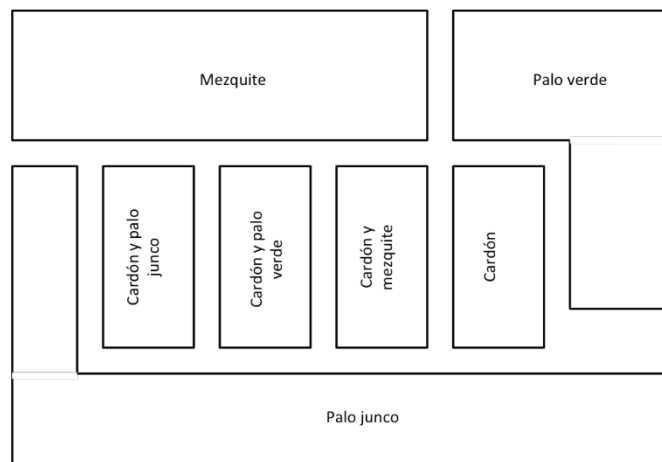 Mezquite
Palo verde
Cardón y palo
junco
Cardón y palo
verde
Cardón y
mezquite
Cardón
Palo junco